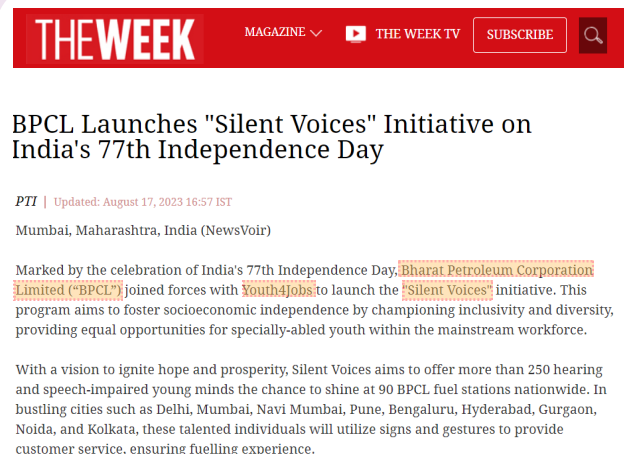 THE WEEK
MAGAZINE
THE WEEK TV
SUBSCRIBE
BPCL Launches "Silent Voices" Initiative on
India's 77th Independence Day
PTI | Updated: August 17, 2023 16:57 IST
Mumbai, Maharashtra, India (NewsVoir)
Marked by the celebration of India's 77th Independence Day, Bharat Petroleum Corporation
Limited (“BPCL”) joined forces with Youth4Jobs to launch the "Silent Voices" initiative. This
program aims to foster socioeconomic independence by championing inclusivity and diversity,
providing equal opportunities for specially-abled youth within the mainstream workforce.
With a vision to ignite hope and prosperity, Silent Voices aims to offer more than 250 hearing
and speech-impaired young minds the chance to shine at 90 BPCL fuel stations nationwide. In
bustling cities such as Delhi, Mumbai, Navi Mumbai, Pune, Bengaluru, Hyderabad, Gurgaon,
Noida, and Kolkata, these talented individuals will utilize signs and gestures to provide
customer service, ensuring fuelling experience.